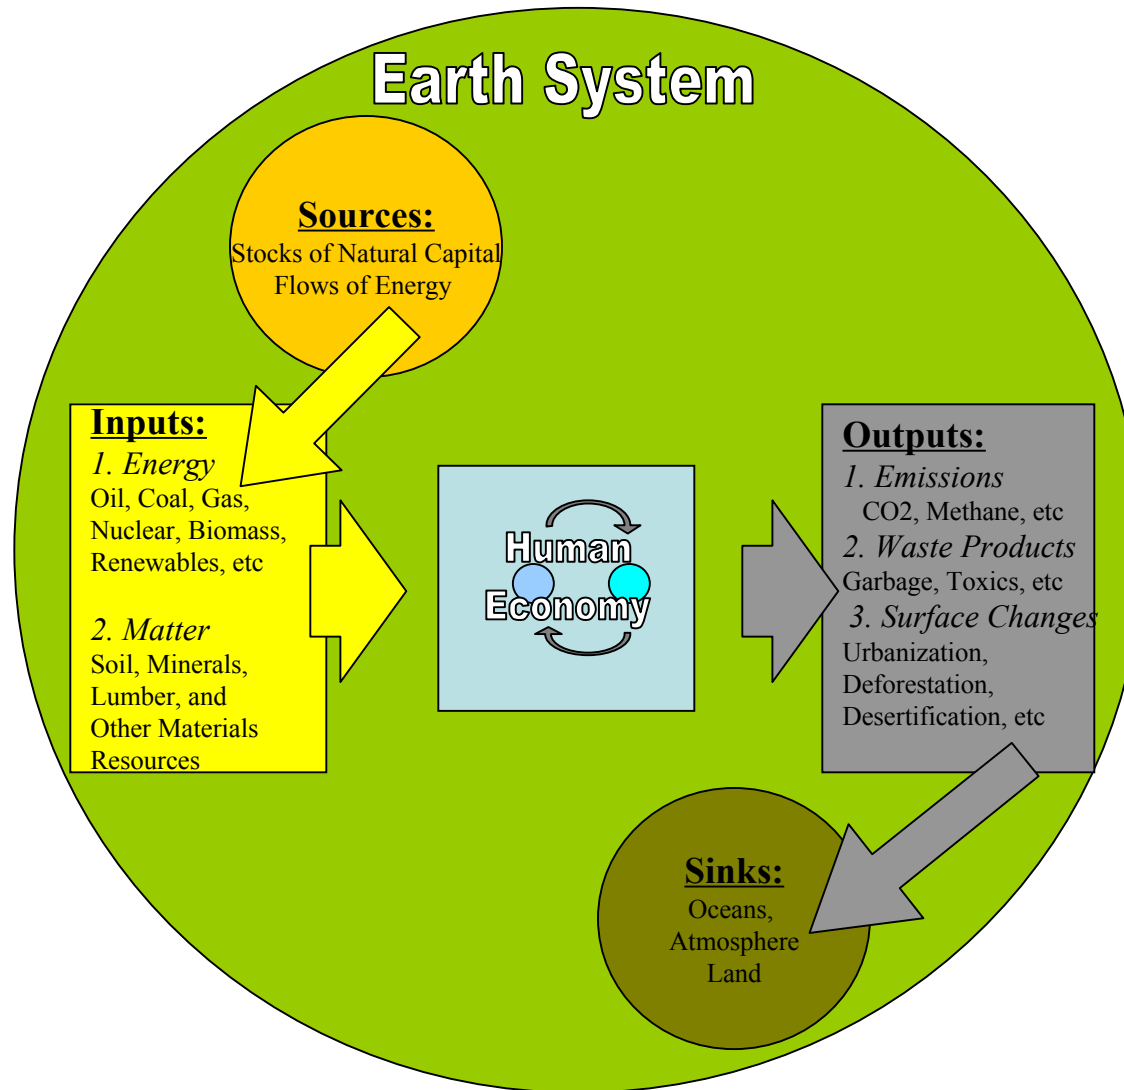 Earth System
Sources:
Stocks of Natural Capital
Flows of Energy
Inputs:
1. Energy
Oil, Coal, Gas,
Nuclear, Biomass,
Renewables, etc
2. Matter
Soil, Minerals,
Lumber, and
Other Materials
Resources
Human
Economy
Outputs:
1. Emissions
CO2, Methane, etc
2. Waste Products
Garbage, Toxics, etc
3. Surface Changes
Urbanization,
Deforestation,
Desertification, etc
Sinks:
Oceans,
Atmosphere
Land